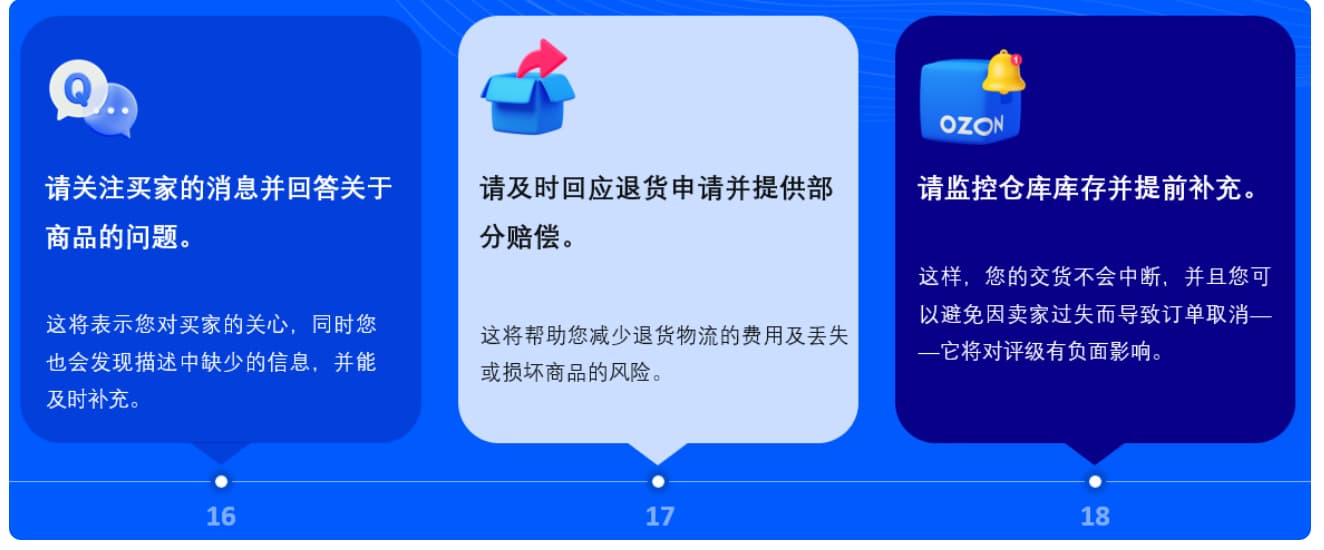 Q
请关注买家的消息并回答关于
商品的问题。
这将表示您对买家的关心，同时您
也会发现描述中缺少的信息，并能
及时补充。
16
请及时回应退货申请并提供部
分赔偿。
这将帮助您减少退货物流的费用及丢失
或损坏商品的风险。
17
1
OZON
请监控仓库库存并提前补充。
这样，您的交货不会中断，并且您可
以避免因卖家过失而导致订单取消—
—它将对评级有负面影响。
18